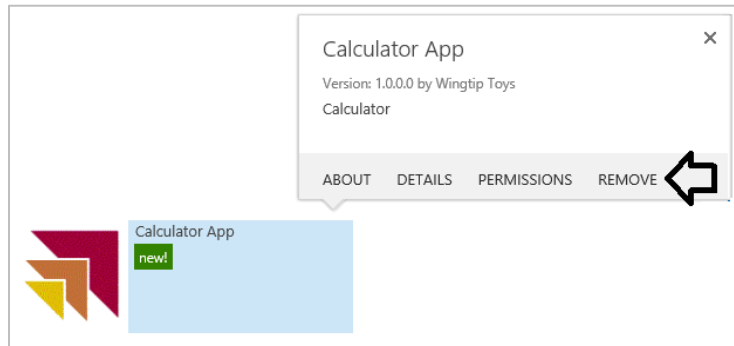 Calculator App
Version: 1.0.0.0 by Wingtip Toys
Calculator
ABOUT DETAILS PERMISSIONS REMOVE
Calculator App
new!